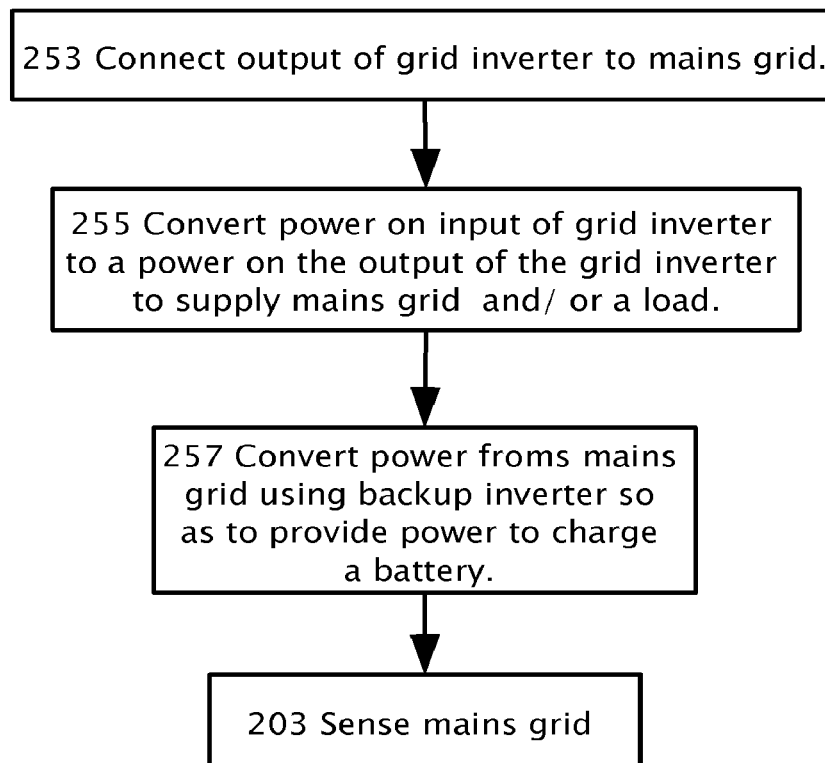 253 Connect output of grid inverter to mains grid.
255 Convert power on input of grid inverter
to a power on the output of the grid inverter
to supply mains grid and/ or a load.
257 Convert power froms mains
grid using backup inverter so
as to provide power to charge
a battery.
203 Sense mains grid